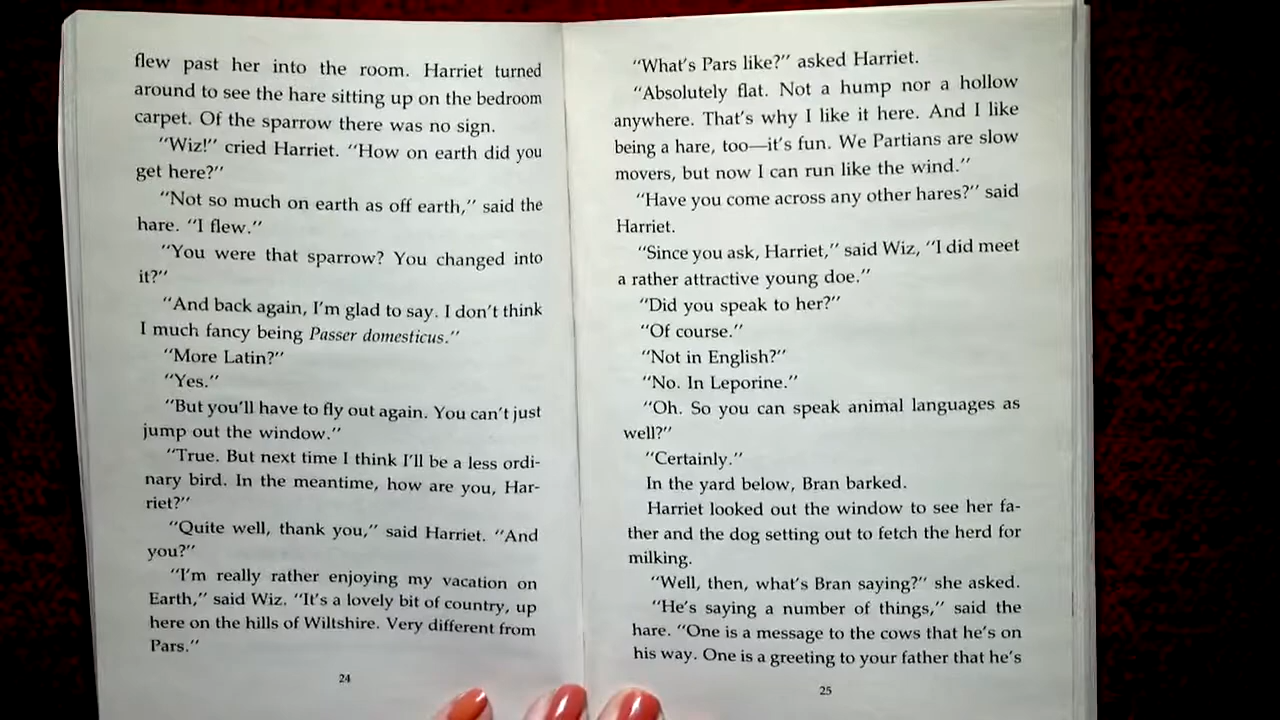 flew past her into the room. Harriet turned
around to see the hare sitting up on the bedroom
carpet. Of the sparrow there was no sign.
"Wiz!" cried Harriet. "How on earth did you
get here?"
"Not so much on earth as off earth," said the
hare. "I flew."
"You were that sparrow? You changed into
it?"
"And back again, I'm glad to say. I don't think
I much fancy being Passer domesticus."
"More Latin?"
"Yes."
"But you'll have to fly out again. You can't just
jump out the window."
"True. But next time I think I'll be a less ordi-
nary bird. In the meantime, how are you, Har-
riet?"
"Quite well, thank you," said Harriet. "And
you?"
"I'm really rather enjoying my vacation on
Earth," said Wiz. "It's a lovely bit of country, up
here on the hills of Wiltshire. Very different from
Pars."
24
"What's Pars like?" asked Harriet.
"Absolutely flat. Not a hump nor a hollow
anywhere. That's why I like it here. And I like
being a hare, too—it's fun. We Partians are slow
movers, but now I can run like the wind."
"Have you come across any other hares?" said
Harriet.
"Since you ask, Harriet," said Wiz, "I did meet
a rather attractive young doe."
"Did you speak to her?"
"Of course."
"Not in English?"
"No. In Leporine."
"Oh. So you can speak animal languages as
well?"
"Certainly."
In the yard below, Bran barked.
Harriet looked out the window to see her fa-
ther and the dog setting out to fetch the herd for
milking.
"Well, then, what's Bran saying?" she asked.
"He's saying a number of things," said the
hare. "One is a message to the cows that he's on
his way. One is a greeting to your father that he's
25